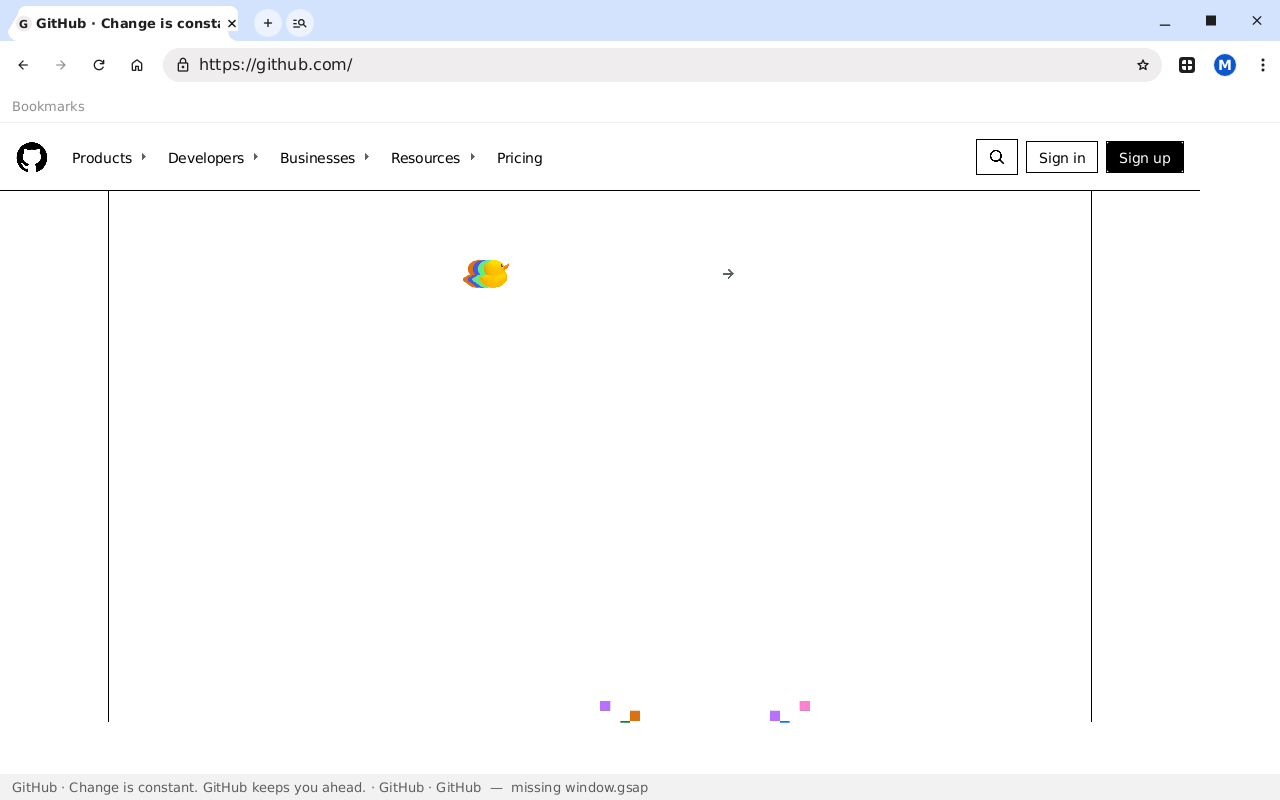 G GitHub · Change is consta
https://github.com/
M
Bookmarks
Products Developers Businesses Resources Pricing Sign in Sign up
GitHub · Change is constant. GitHub keeps you ahead. · GitHub · GitHub — missing window.gsap